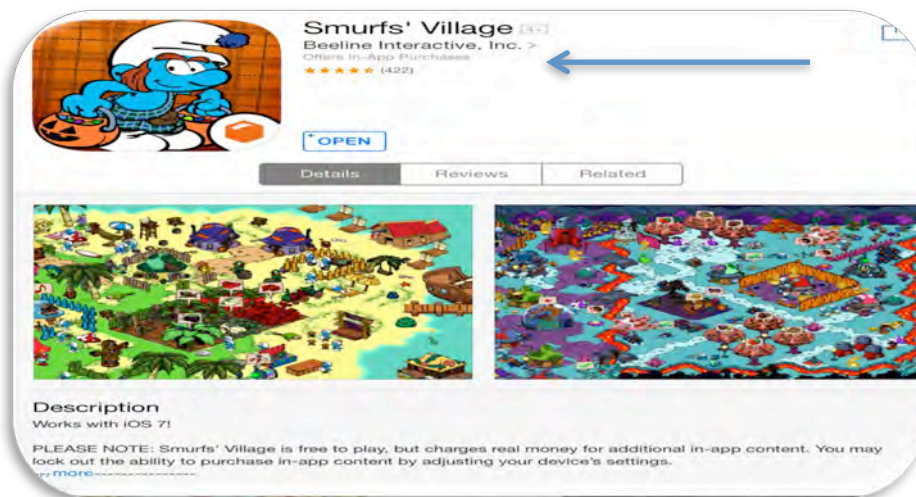 Smurfs' Village 4+
Beeline Interactive, Inc. >
Offers In-App Purchases
★★★★★ (422)
+OPEN
Details Reviews Related
Description
Works with iOS 7!
PLEASE NOTE: Smurfs' Village is free to play, but charges real money for additional in-app content. You may
lock out the ability to purchase in-app content by adjusting your device's settings.
...more